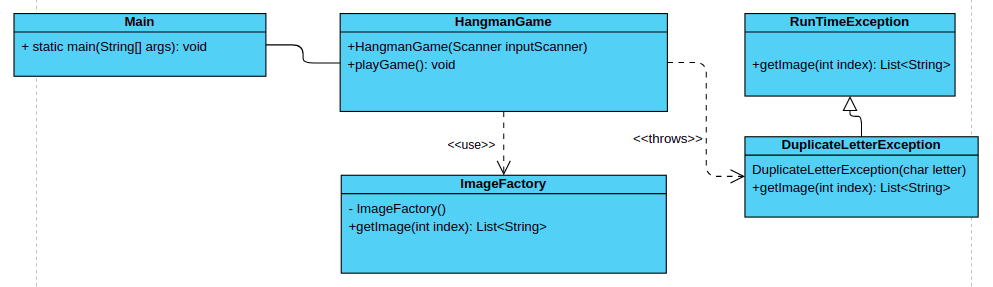 Main
+ static main(String[] args): void
HangmanGame
+HangmanGame(Scanner inputScanner)
+playGame(): void
RunTimeException
+getImage(int index): List<String>
<<use>>
<<throws>>
ImageFactory
- ImageFactory()
+getImage(int index): List<String>
DuplicateLetterException
DuplicateLetterException(char letter)
+getImage(int index): List<String>